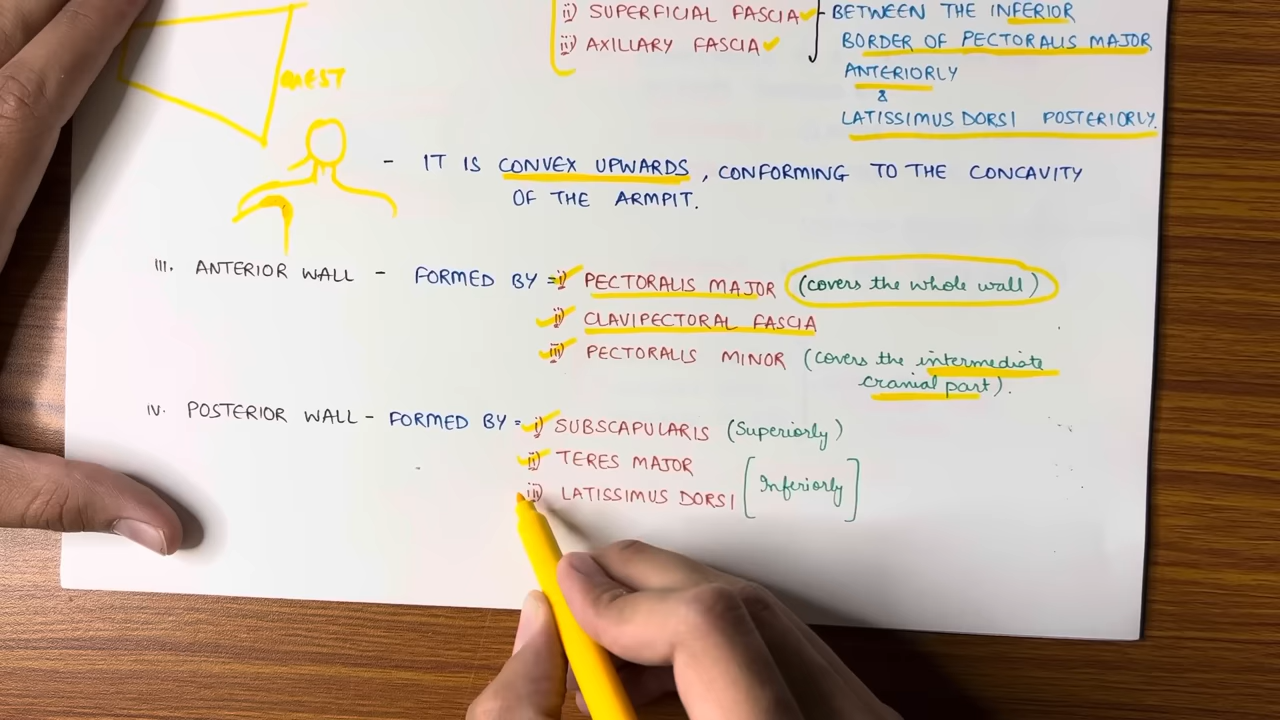 ii) SUPERFICIAL FASCIA
iii) AXILLARY FASCIA
BETWEEN THE INFERIOR
BORDER OF PECTORALIS MAJOR
ANTERIORLY
&
LATISSIMUS DORSI POSTERIORLY.
CHEST
- IT IS CONVEX UPWARDS, CONFORMING TO THE CONCAVITY
OF THE ARMPIT.
III. ANTERIOR WALL - FORMED BY = i) PECTORALIS MAJOR (covers the whole wall)
ii) CLAVIPECTORAL FASCIA
iii) PECTORALIS MINOR (covers the intermediate
cranial part).
IV. POSTERIOR WALL - FORMED BY = i) SUBSCAPULARIS (Superiorly)
ii) TERES MAJOR
iii) LATISSIMUS DORSI [Inferiorly]